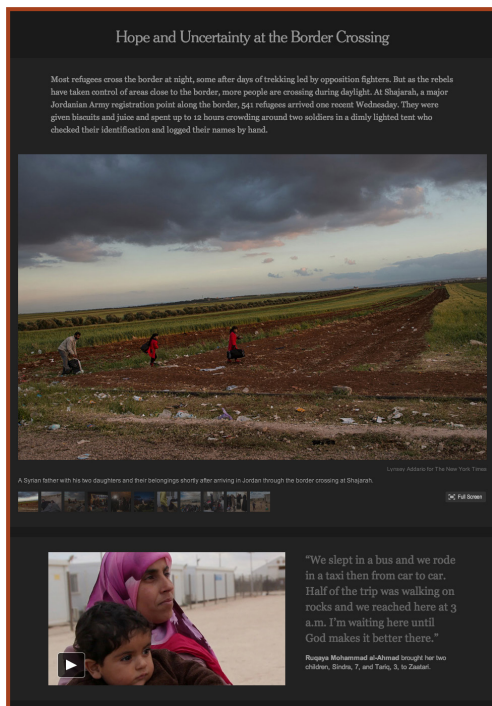 Hope and Uncertainty at the Border Crossing
Most refugees cross the border at night, some after days of trekking led by opposition fighters. But as the rebels
have taken control of areas close to the border, more people are crossing during daylight. At Shajarah, a major
Jordanian Army registration point along the border, 541 refugees arrived one recent Wednesday. They were
given biscuits and juice and spent up to 12 hours crowding around two soldiers in a dimly lighted tent who
checked their identification and logged their names by hand.
Lynsey Addario for The New York Times
A Syrian father with his two daughters and their belongings shortly after arriving in Jordan through the border crossing at Shajarah.
Full Screen
“We slept in a bus and we rode
in a taxi then from car to car.
Half of the trip was walking on
rocks and we reached here at 3
a.m. I’m waiting here until
God makes it better there.”
Ruqaya Mohammad al-Ahmad brought her two
children, Sindra, 7, and Tariq, 3, to Zaatari.